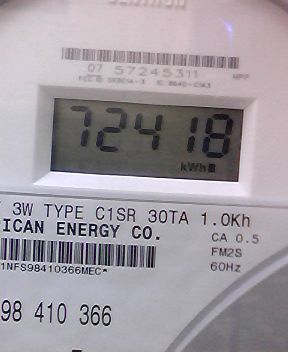 07 57245311 MPP
72418
kWh
3W TYPE C1SR 30TA 1.0Kh
ICAN ENERGY CO. CA 0.5
FM2S
1NFS98410366MEC*
60Hz
98 410 366